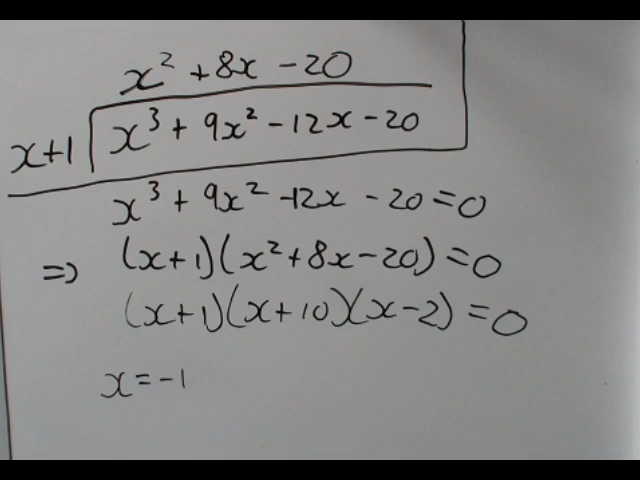 x² + 8x - 20
x+1 x³ + 9x² - 12x - 20
x³ + 9x² - 12x - 20 = 0
⇒ (x+1)(x² + 8x - 20) = 0
(x+1)(x+10)(x-2) = 0
x = -1